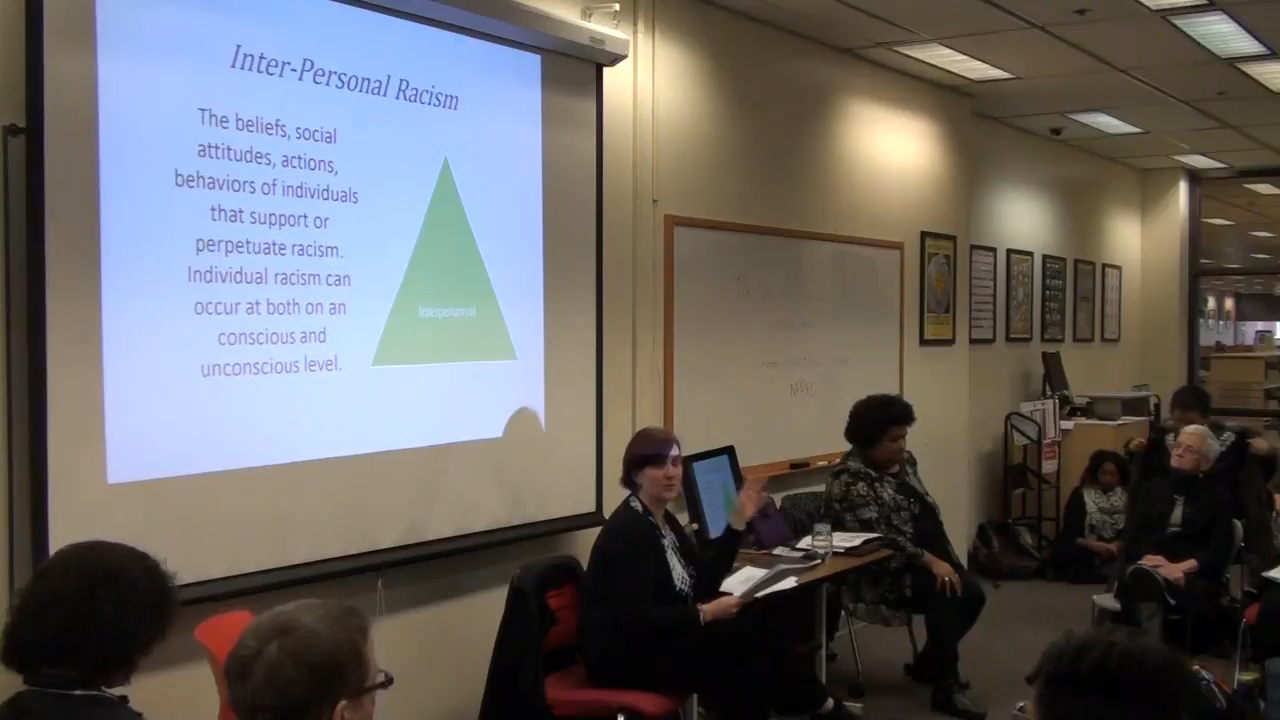 Inter-Personal Racism
The beliefs, social
attitudes, actions,
behaviors of individuals
that support or
perpetuate racism.
Individual racism can
occur at both on an
conscious and
unconscious level.
Interpersonal